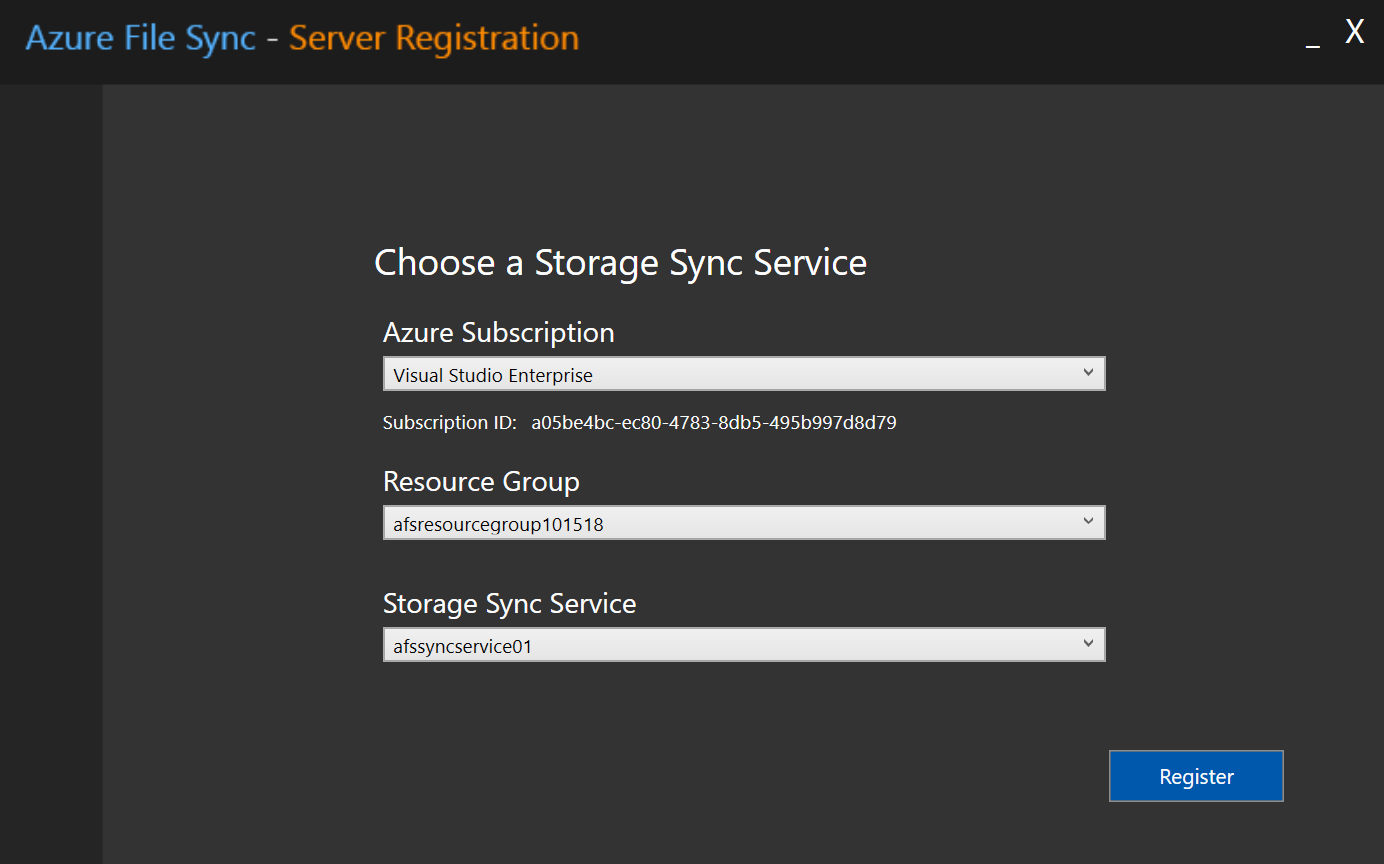 Azure File Sync - Server Registration
_ X
Choose a Storage Sync Service
Azure Subscription
Visual Studio Enterprise
Subscription ID: a05be4bc-ec80-4783-8db5-495b997d8d79
Resource Group
afsresourcegroup101518
Storage Sync Service
afssyncservice01
Register